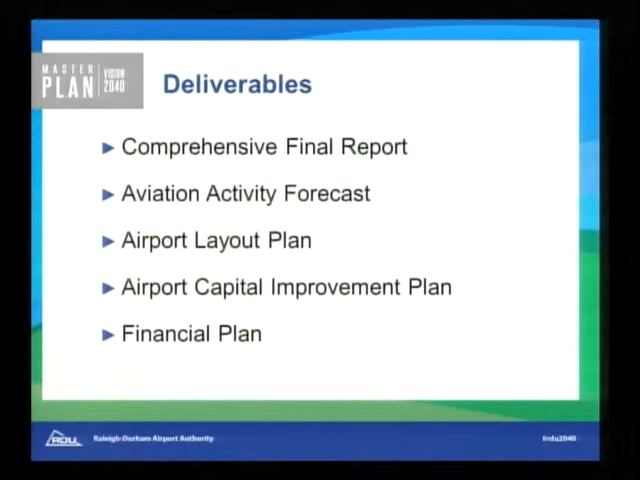 MASTER
PLAN
VISION
2040
Deliverables
► Comprehensive Final Report
► Aviation Activity Forecast
► Airport Layout Plan
► Airport Capital Improvement Plan
► Financial Plan
RDU
Raleigh-Durham Airport Authority
#rdu2040